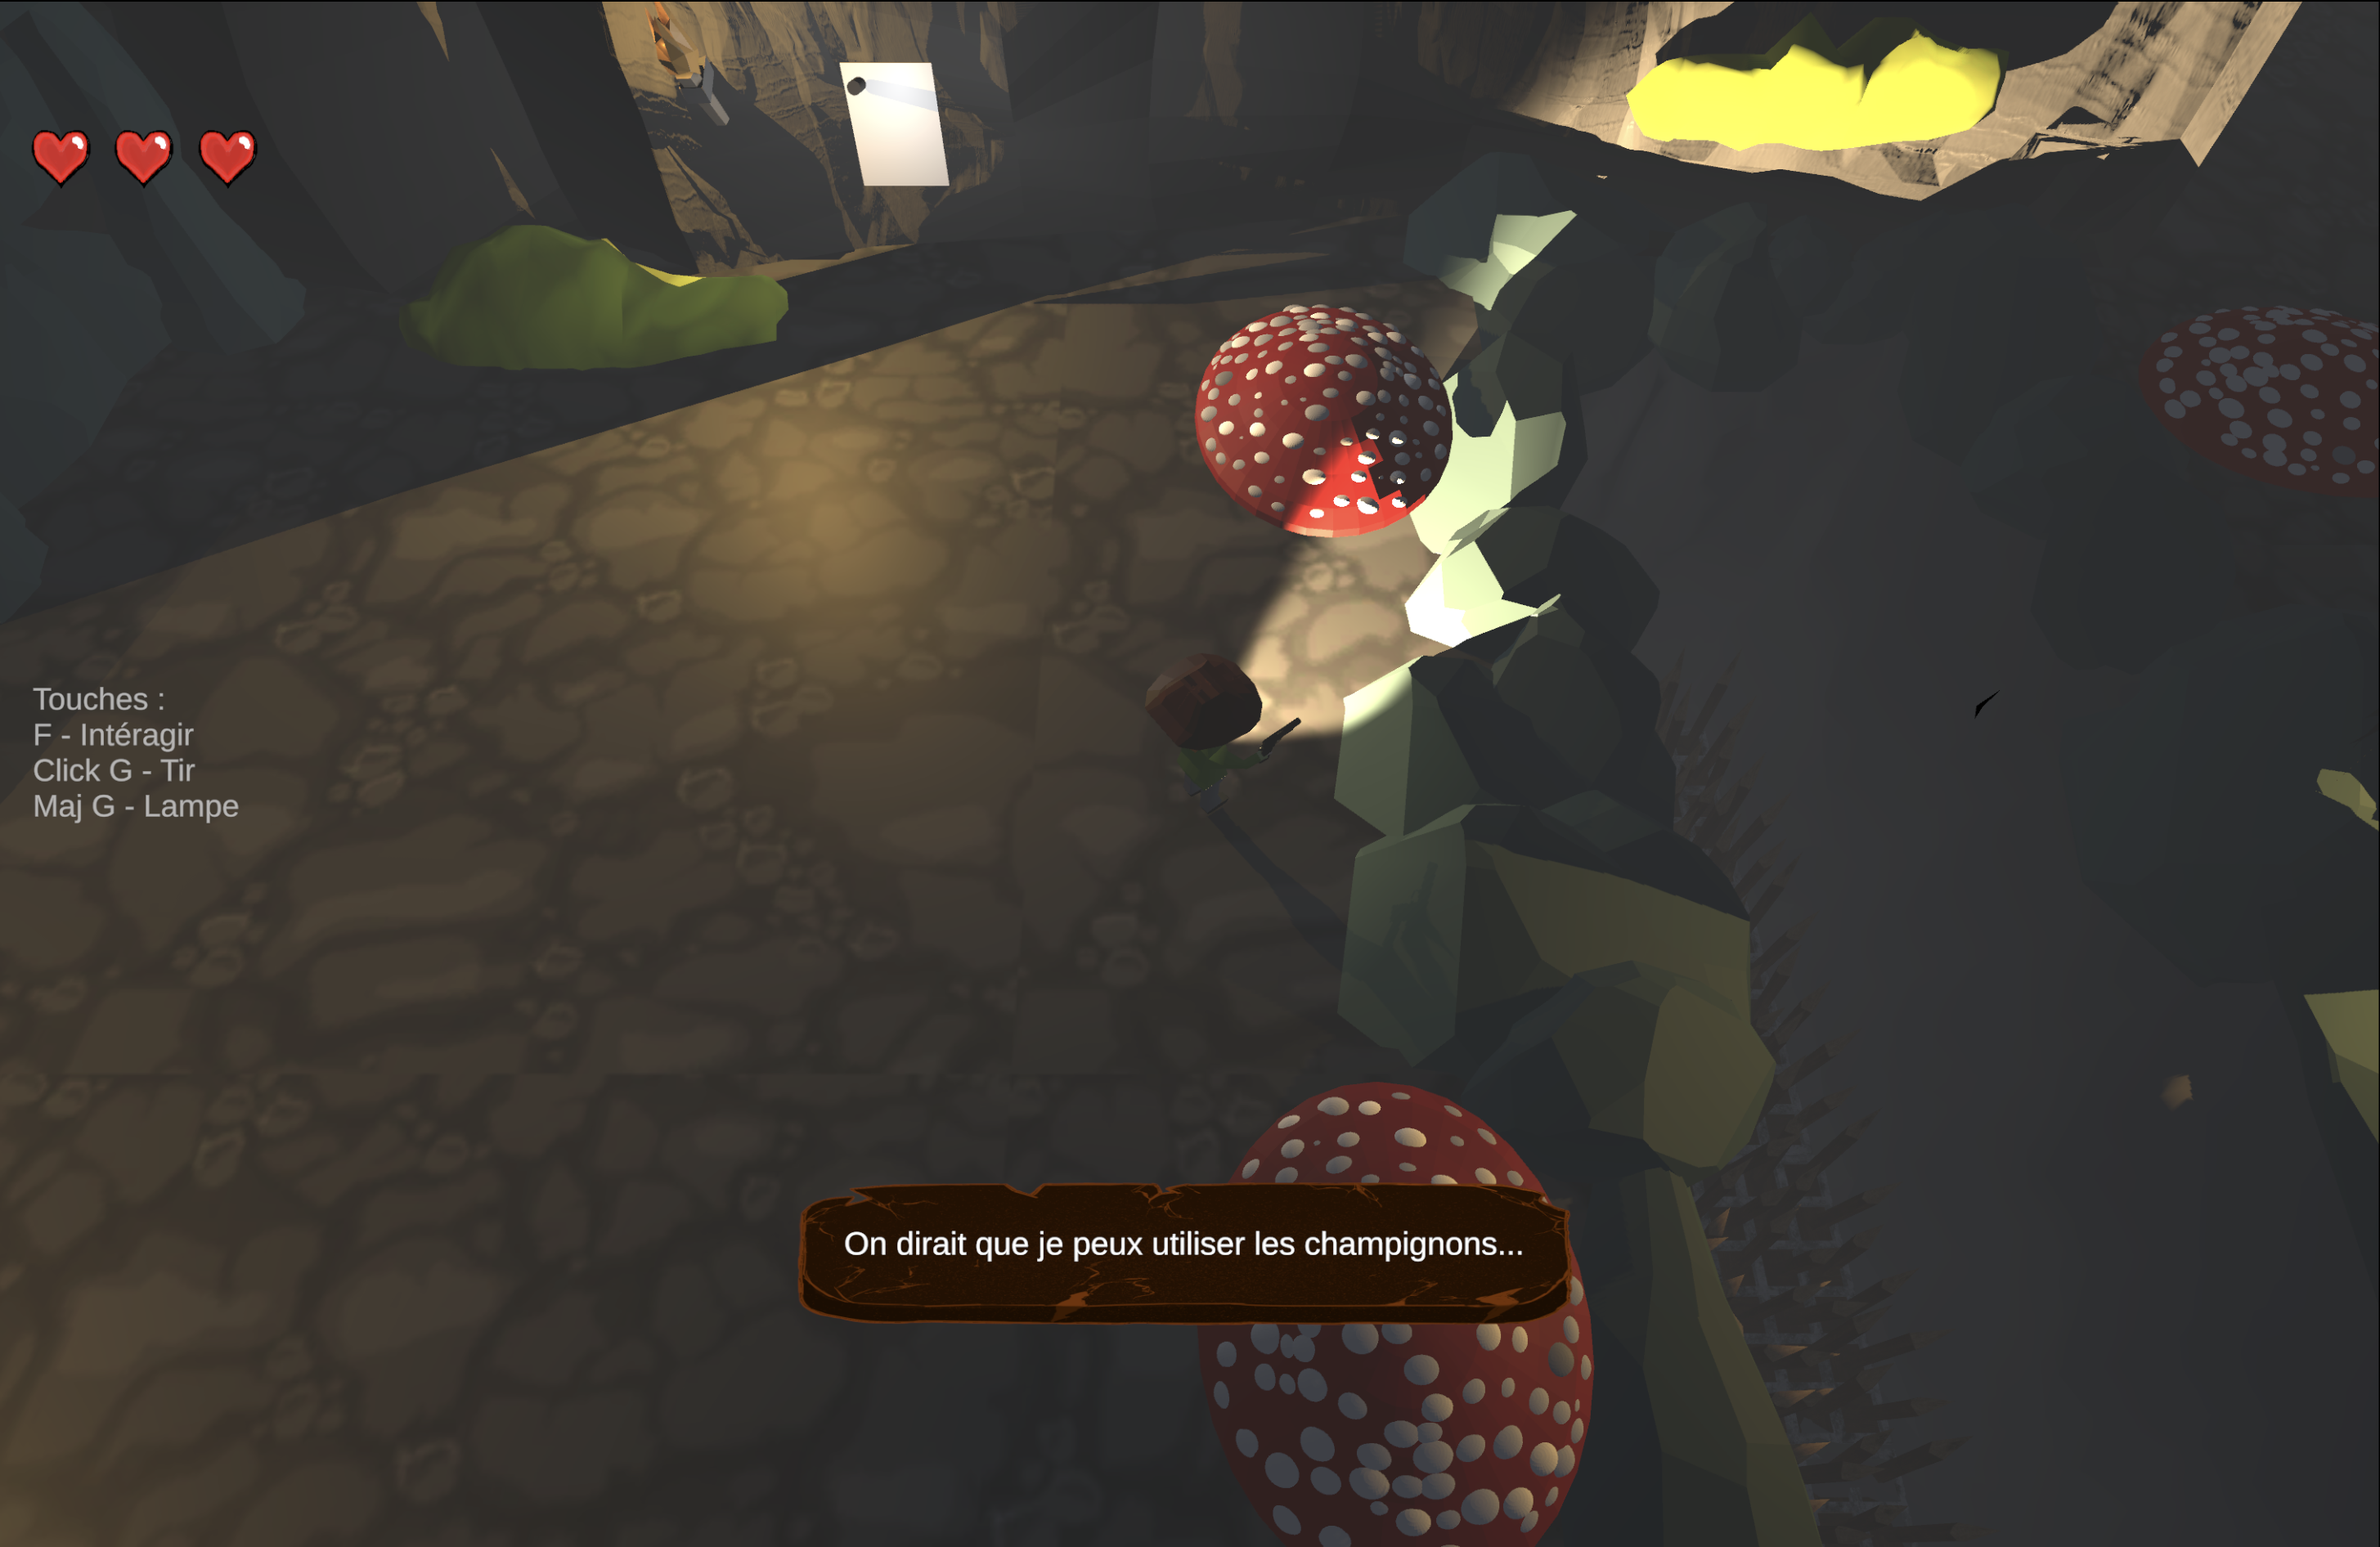 Touches :
F - Intéragir
Click G - Tir
Maj G - Lampe
On dirait que je peux utiliser les champignons...